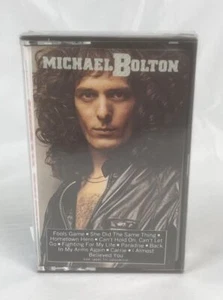 MICHAEL BOLTON
Fools Game • She Did The Same Thing •
Hometown Hero • Can't Hold On, Can't Let
Go • Fighting For My Life • Paradise • Back
In My Arms Again • Carrie • I Almost
Believed You